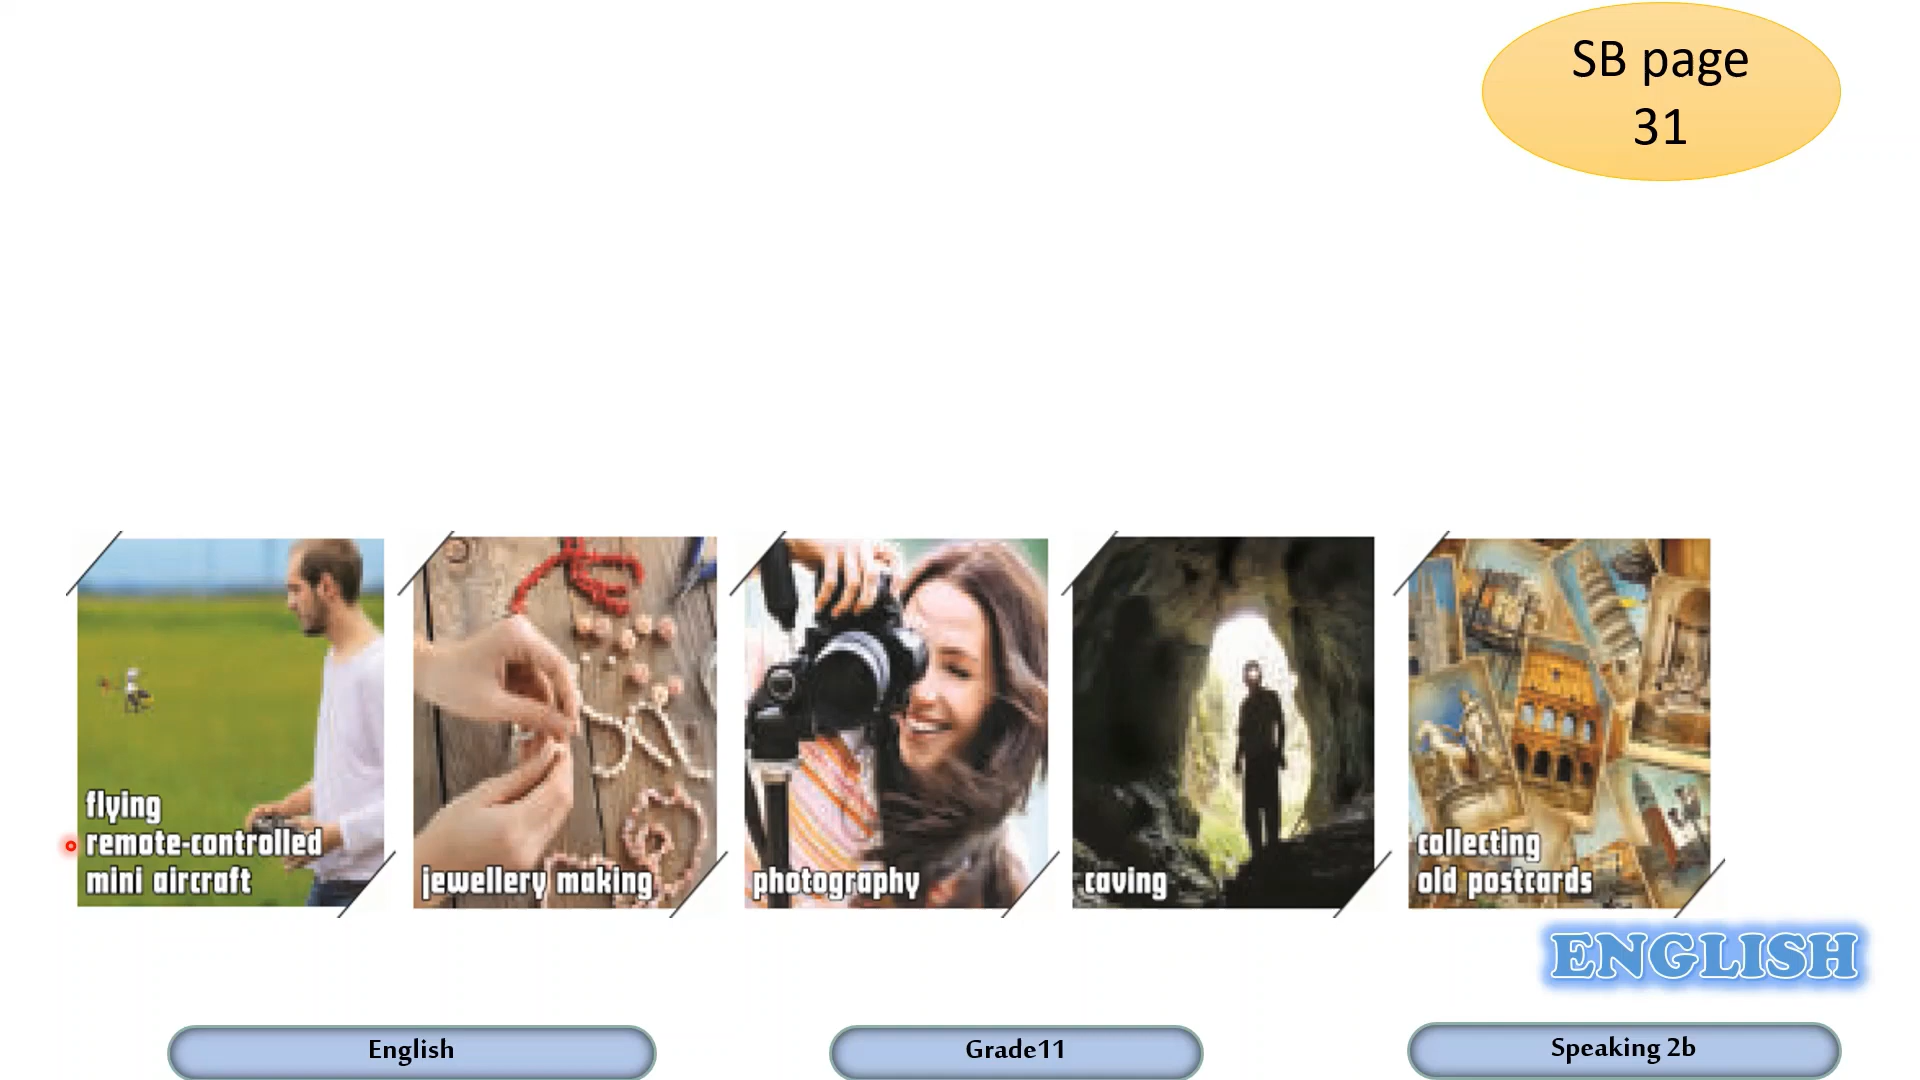 SB page
31
flying
remote-controlled
mini aircraft
jewellery making
photography
caving
collecting
old postcards
ENGLISH
English
Grade11
Speaking 2b